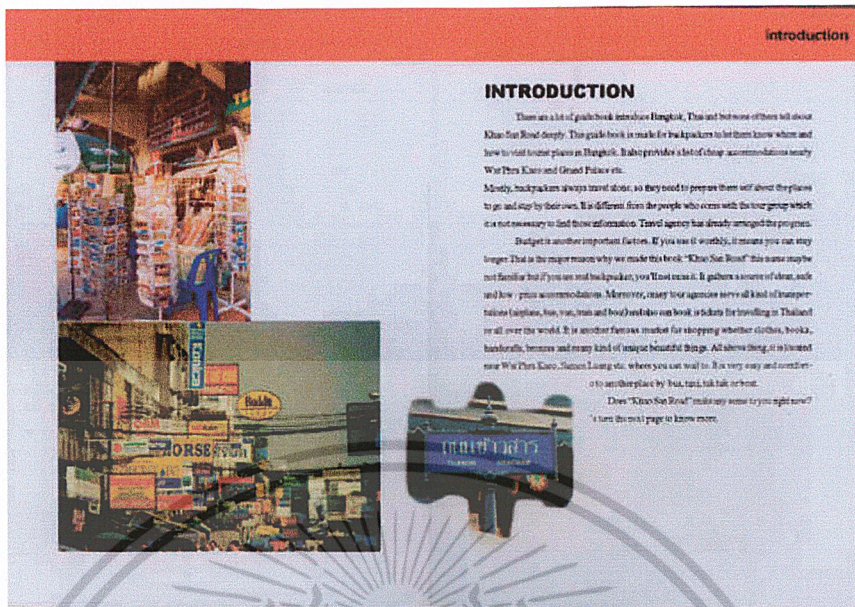 introduction
INTRODUCTION
There are a lot of guide book introduce Bangkok, Thailand but none of them tell about
Khao San Road deeply. This guide book is made for backpackers to let them know where and
how to visit tourist places in Bangkok. It also provides a list of cheap accommodations nearly
Wat Phra Kaeo and Grand Palace etc.
Mostly, backpackers always travel alone, so they need to prepare them self about the places
to go and stay by their own. It is different from the people who come with the tour group which
it is not necessary to find those information. Travel agency has already arranged the program.
Budget is another important factors. If you use it worthly, it means you can stay
longer. That is the major reason why we made this book "Khao San Road" this name maybe
not familiar but if you are real backpacker, you'll not miss it. It gathers a source of clean, safe
and low - price accommodations. Moreover, many tour agencies serve all kind of transpor-
tations (airplane, bus, van, train and boat) and also can book is tickets for traveling in Thailand
or all over the world. It is another famous market for shopping whether clothes, books,
handcrafts, and many kind of unique beautiful things. All above thing, it is located
near Wat Phra Kaeo, Sanam Luang etc. where you can walk to. It is very easy and comfort-
o to another place by bus, taxi, tuk tuk or boat.
Does "Khao San Road" make any sense to you right now?
's turn the next page to know more.
Konica
Buddy
HORSE
ถนนข้าวสาร